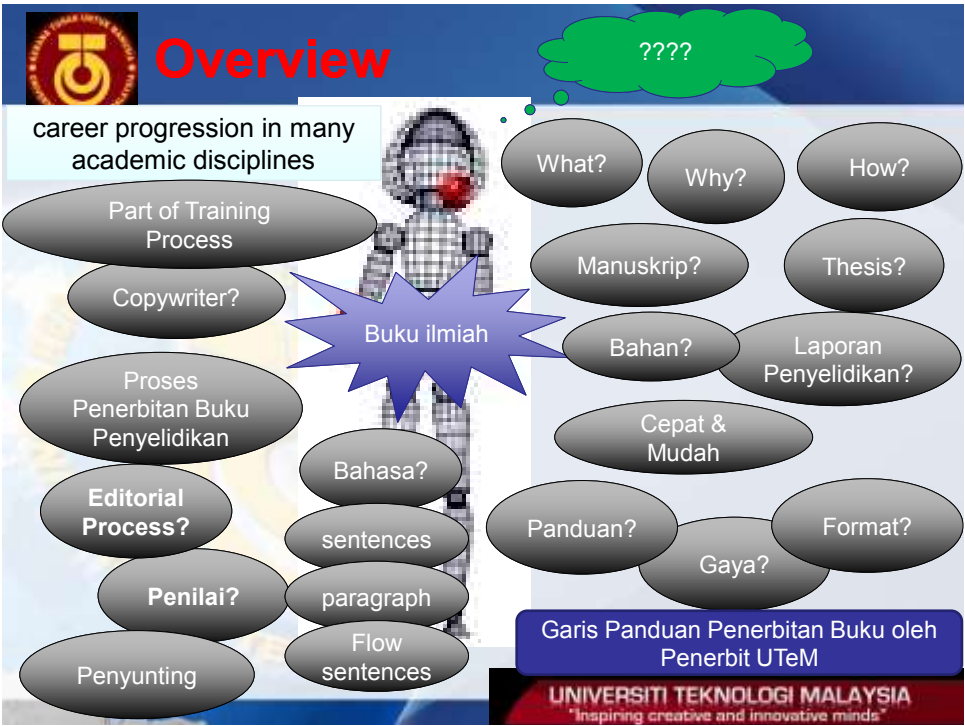 Overview
????
career progression in many
academic disciplines
What?
Why?
How?
Part of Training
Process
Manuskrip?
Thesis?
Copywriter?
Buku ilmiah
Bahan?
Laporan
Penyelidikan?
Proses
Penerbitan Buku
Penyelidikan
Cepat &
Mudah
Bahasa?
Editorial
Process?
sentences
Panduan?
Gaya?
Format?
Penilai?
paragraph
Flow
sentences
Penyunting
Garis Panduan Penerbitan Buku oleh
Penerbit UTeM
UNIVERSITI TEKNOLOGI MALAYSIA
"Inspiring creative and innovative minds"